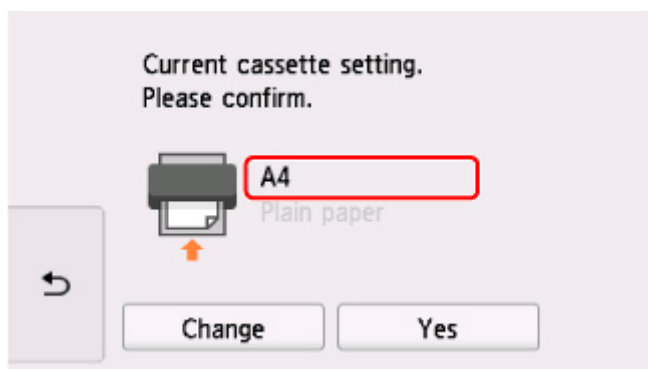 Current cassette setting.
Please confirm.
A4
Plain paper
Change
Yes